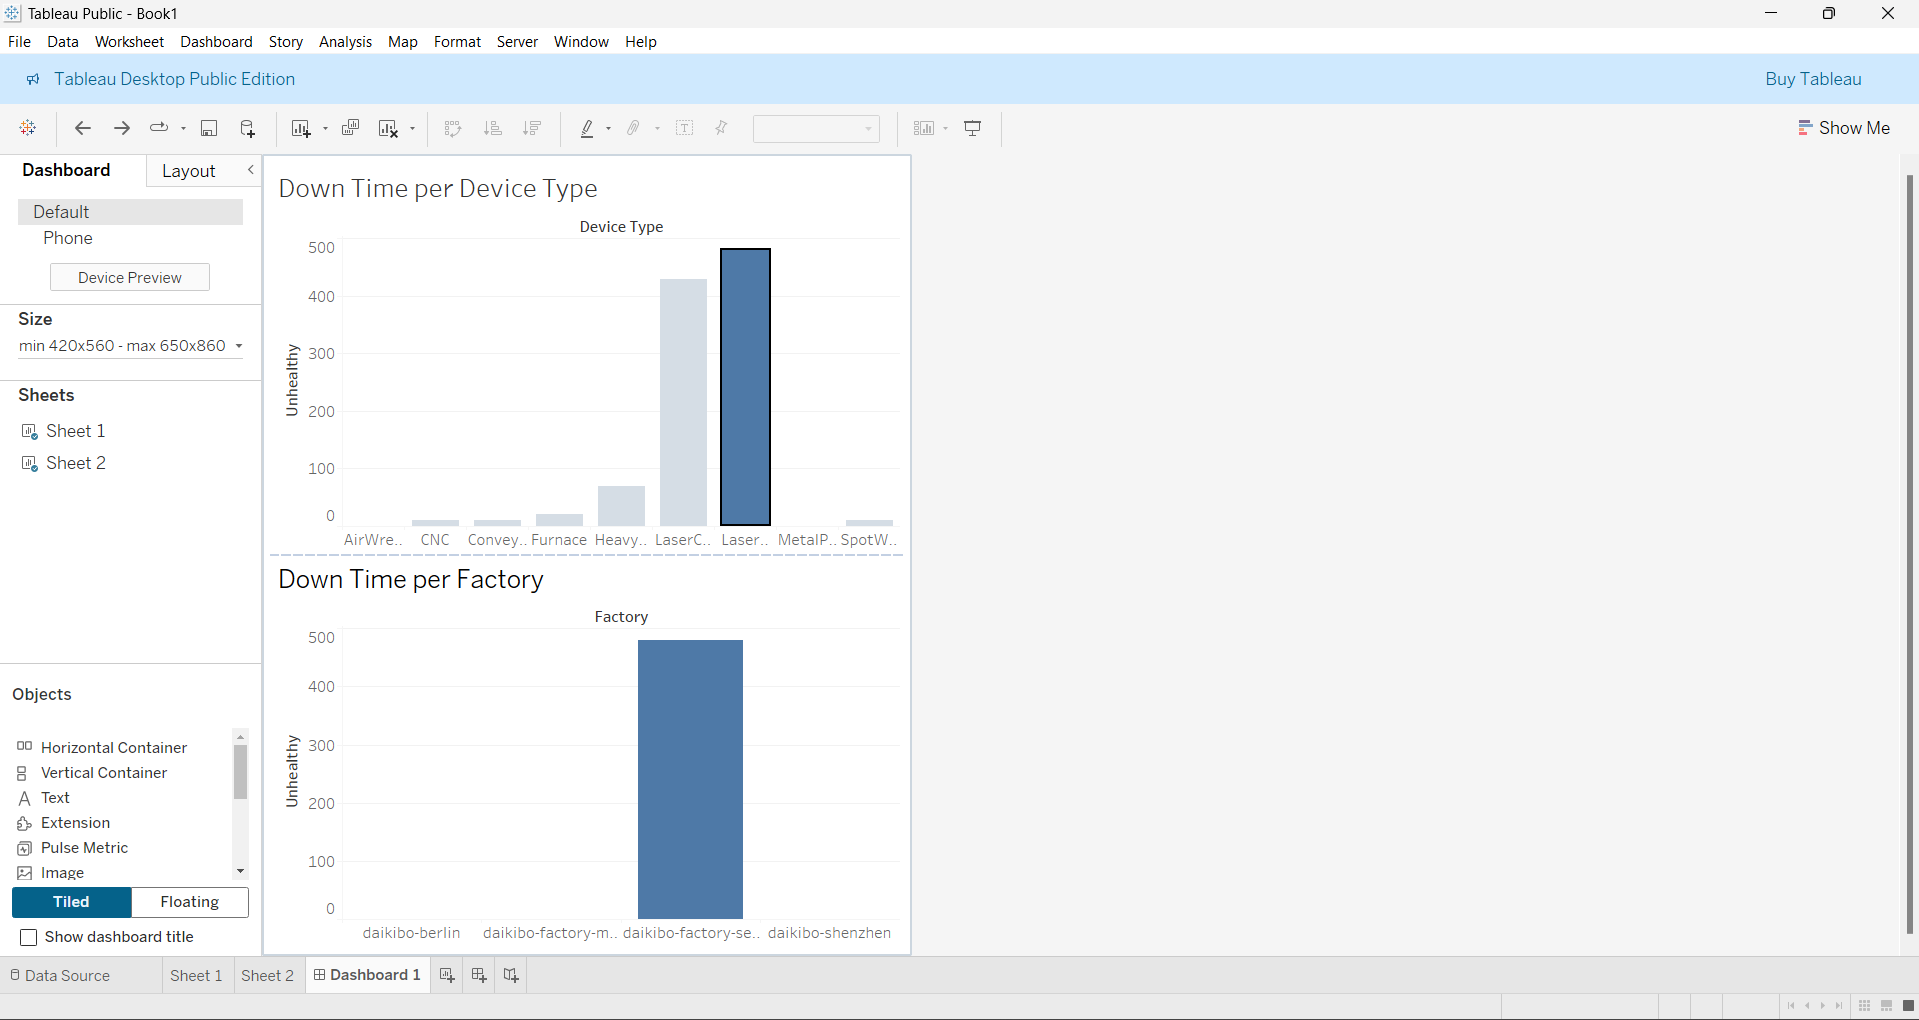 Tableau Public - Book1
File Data Worksheet Dashboard Story Analysis Map Format Server Window Help
Tableau Desktop Public Edition
Buy Tableau
Show Me
Dashboard
Layout
Default
Phone
Device Preview
Size
min 420x560 - max 650x860
Sheets
Sheet 1
Sheet 2
Objects
Horizontal Container
Vertical Container
Text
Extension
Pulse Metric
Image
Tiled
Floating
Show dashboard title
Down Time per Device Type
Device Type
Unhealthy
500
400
300
200
100
0
AirWre.. CNC Convey.. Furnace Heavy.. LaserC.. Laser.. MetalP.. SpotW..
Down Time per Factory
Factory
Unhealthy
500
400
300
200
100
0
daikibo-berlin daikibo-factory-m.. daikibo-factory-se.. daikibo-shenzhen
Data Source Sheet 1 Sheet 2 Dashboard 1